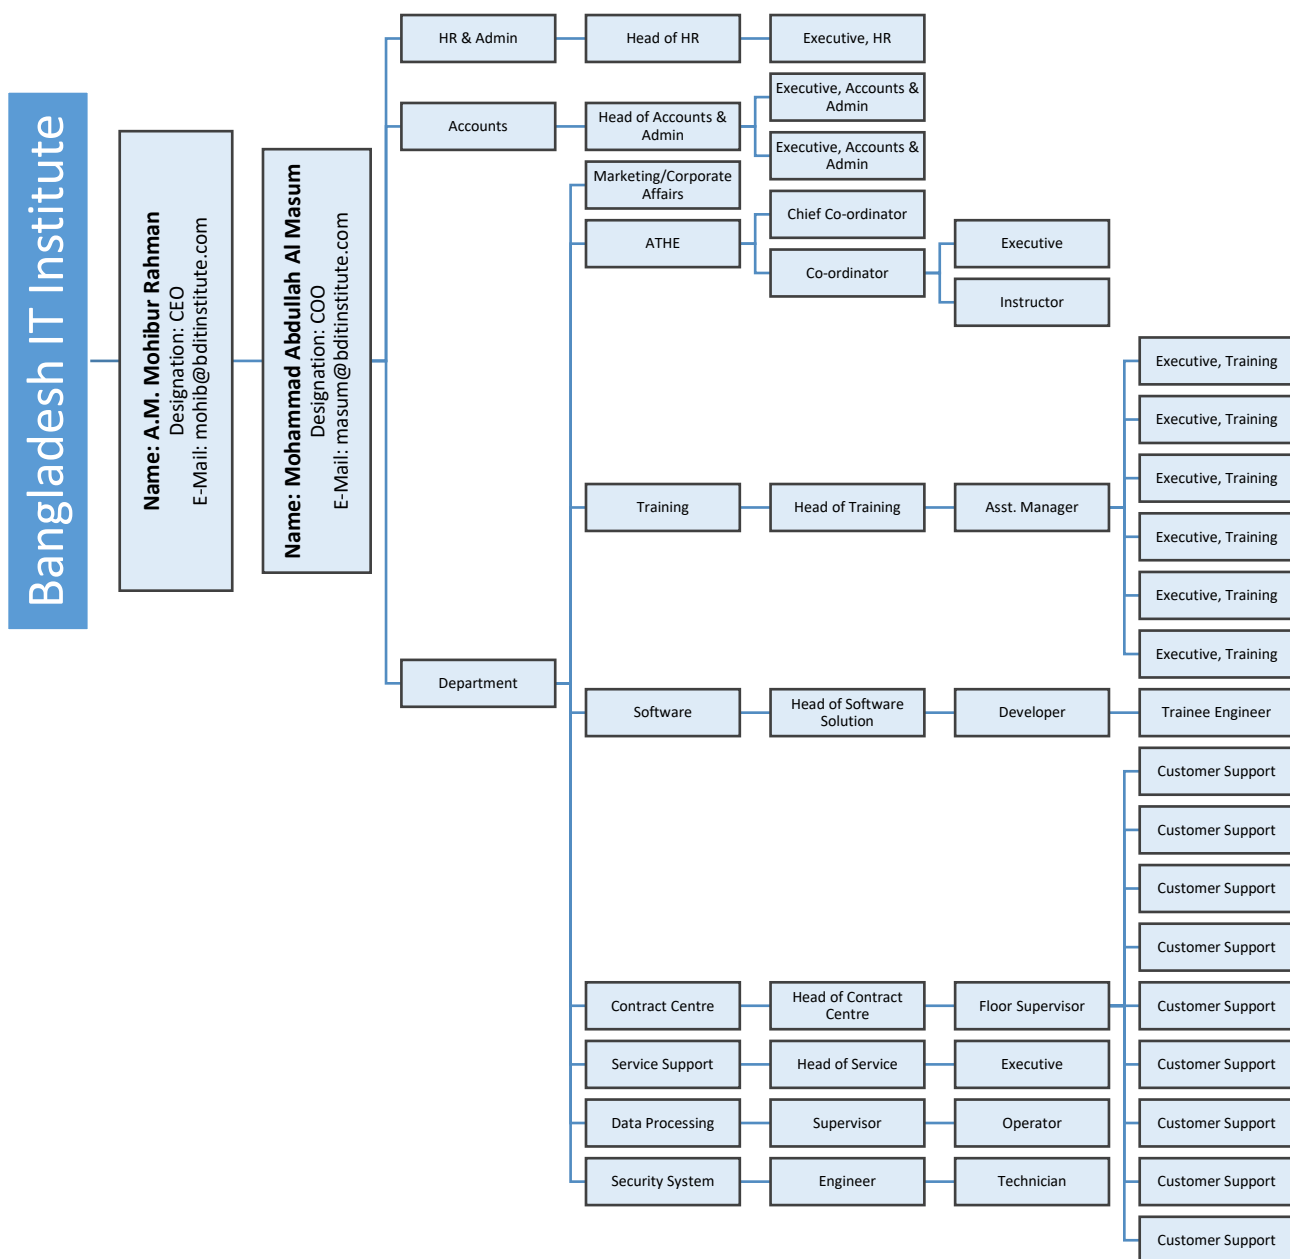 Bangladesh IT Institute
Name: A.M. Mohibur Rahman
Designation: CEO
E-Mail: mohib@bditinstitute.com
Name: Mohammad Abdullah Al Masum
Designation: COO
E-Mail: masum@bditinstitute.com
HR & Admin
Head of HR
Executive, HR
Accounts
Head of Accounts &
Admin
Executive, Accounts &
Admin
Executive, Accounts &
Admin
Department
Marketing/Corporate
Affairs
ATHE
Chief Co-ordinator
Co-ordinator
Executive
Instructor
Training
Head of Training
Asst. Manager
Executive, Training
Executive, Training
Executive, Training
Executive, Training
Executive, Training
Executive, Training
Software
Head of Software
Solution
Developer
Trainee Engineer
Contract Centre
Head of Contract
Centre
Floor Supervisor
Customer Support
Customer Support
Customer Support
Customer Support
Customer Support
Customer Support
Customer Support
Customer Support
Customer Support
Service Support
Head of Service
Executive
Data Processing
Supervisor
Operator
Security System
Engineer
Technician